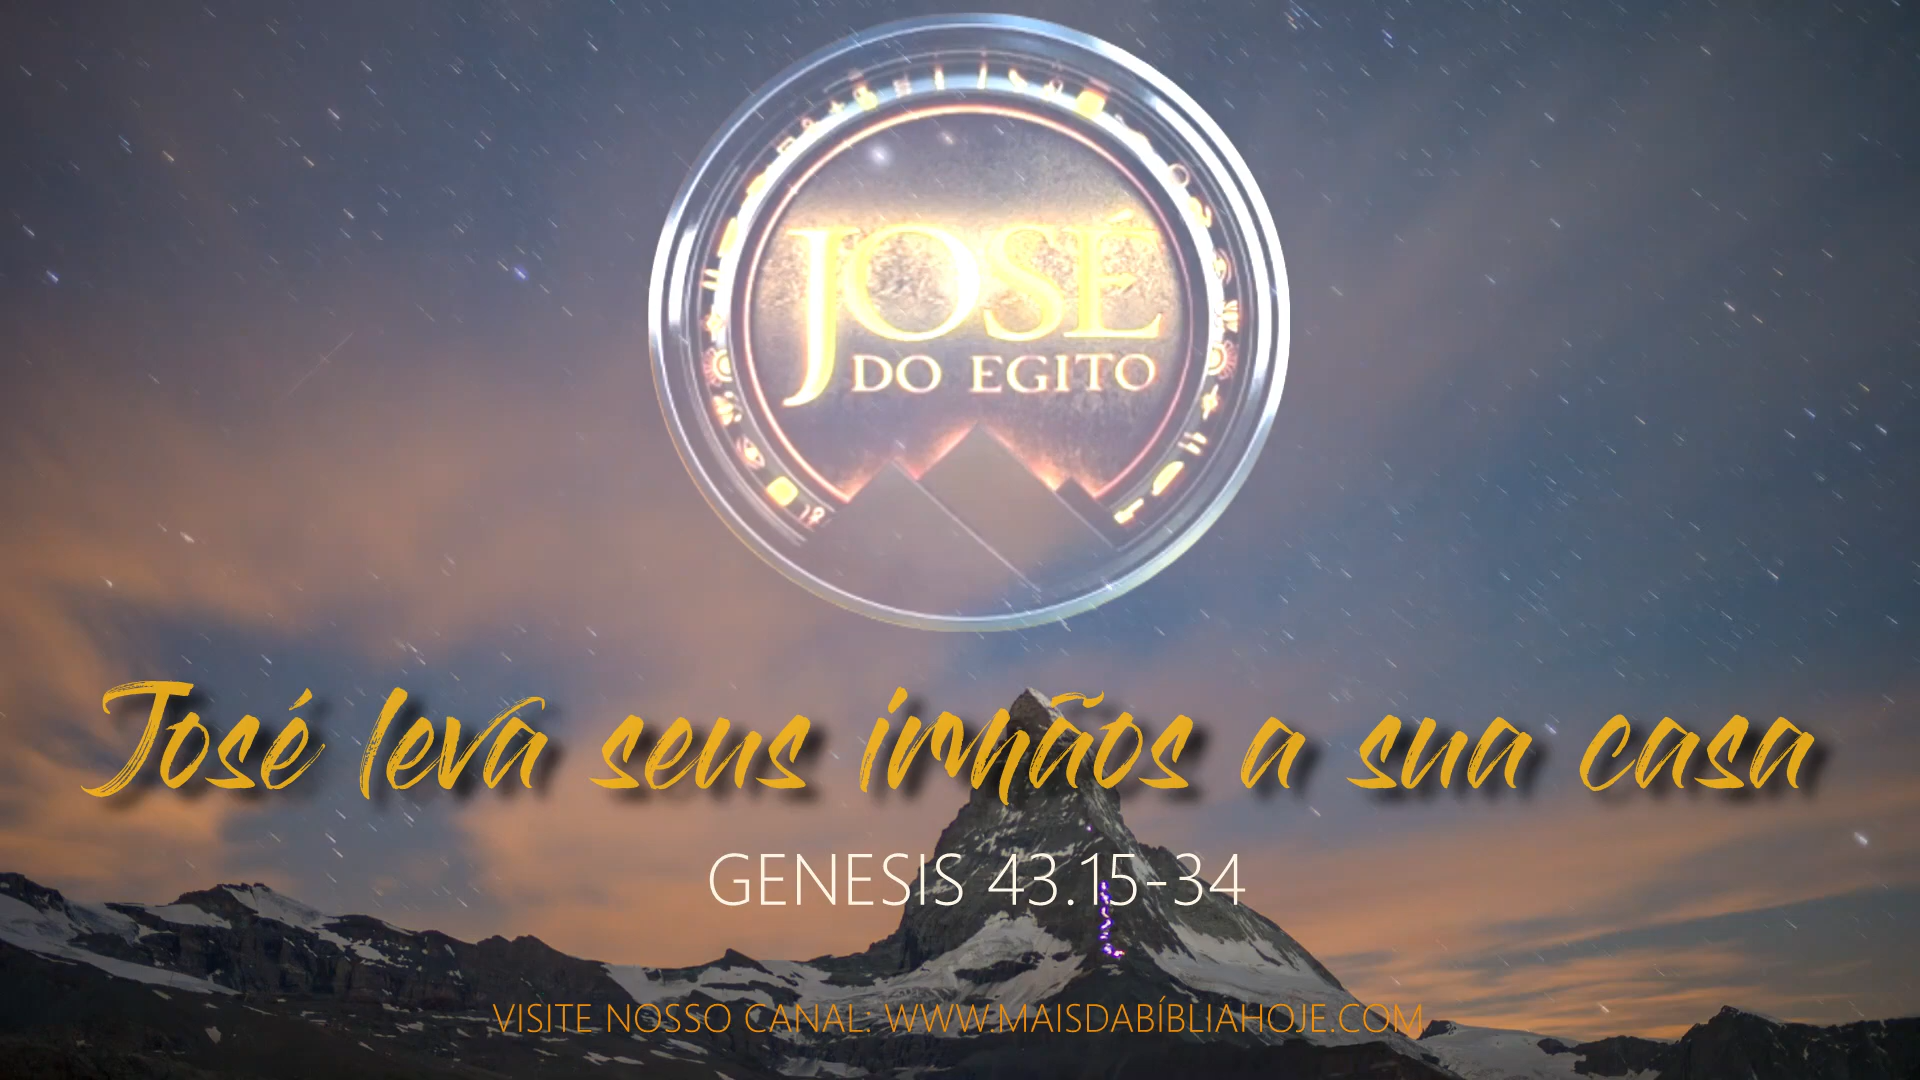 JOSÉ
DO EGITO
José leva seus irmãos a sua casa
GENESIS 43.15-34
VISITE NOSSO CANAL: WWW.MAISDABÍBLIAHOJE.COM